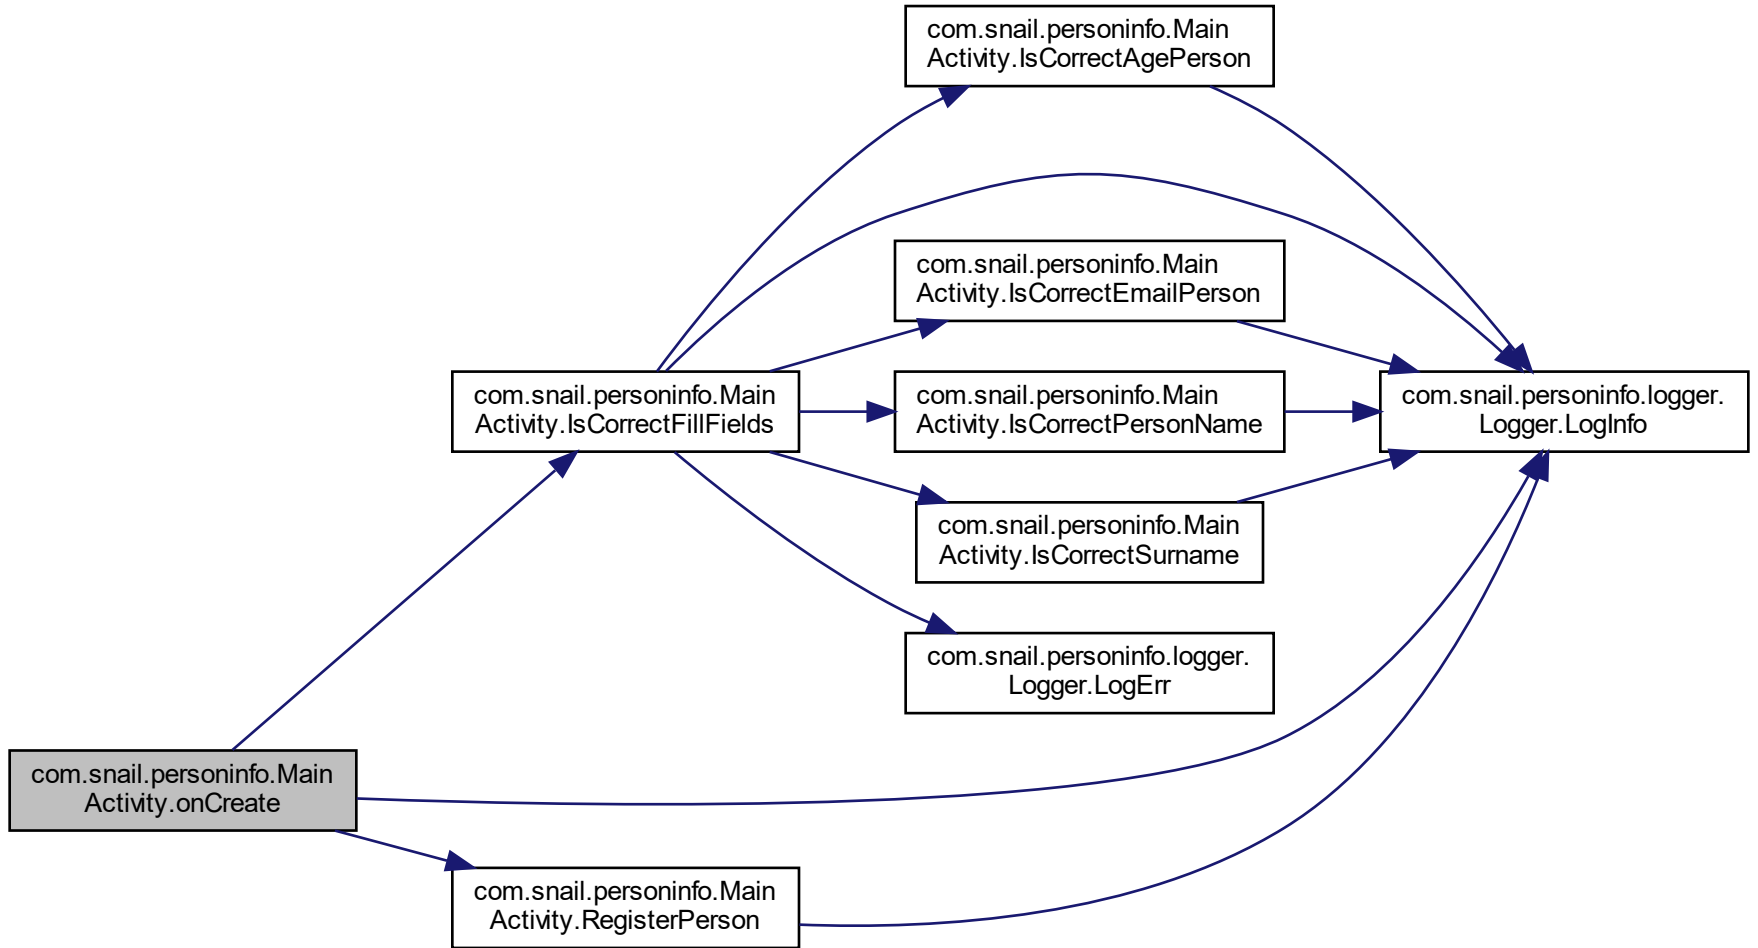 com.snail.personinfo.Main
Activity.IsCorrectAgePerson
com.snail.personinfo.Main
Activity.IsCorrectEmailPerson
com.snail.personinfo.Main
Activity.IsCorrectFillFields
com.snail.personinfo.Main
Activity.IsCorrectPersonName
com.snail.personinfo.logger.
Logger.LogInfo
com.snail.personinfo.Main
Activity.IsCorrectSurname
com.snail.personinfo.logger.
Logger.LogErr
com.snail.personinfo.Main
Activity.onCreate
com.snail.personinfo.Main
Activity.RegisterPerson